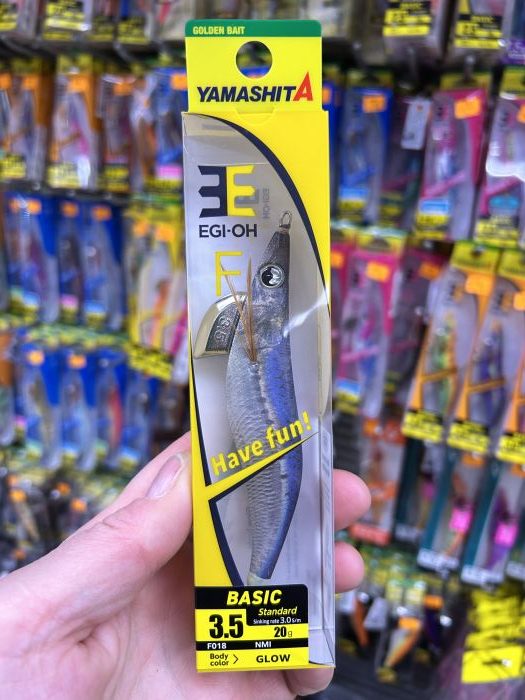 GOLDEN BAIT
YAMASHITA
EGI-OH
F
Have fun!
BASIC
Standard
3.5 Sinking rate 3.0 s/m
20g
F018 NMI
Body color > GLOW